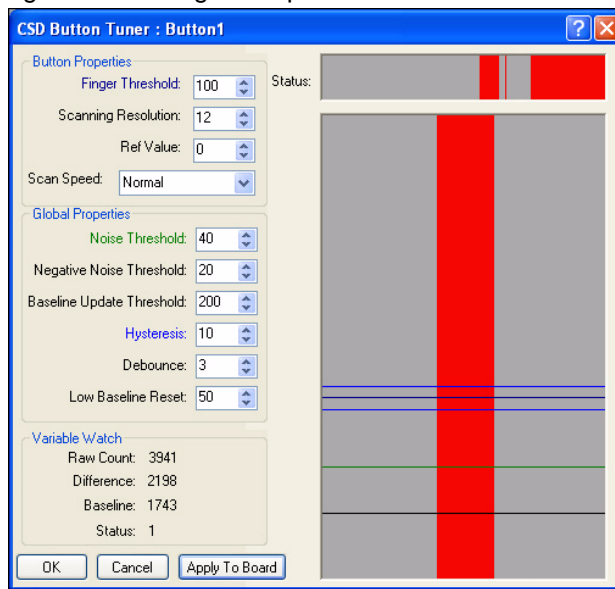 CSD Button Tuner : Button1
Button Properties
Finger Threshold: 100
Scanning Resolution: 12
Ref Value: 0
Scan Speed: Normal
Global Properties
Noise Threshold: 40
Negative Noise Threshold: 20
Baseline Update Threshold: 200
Hysteresis: 10
Debounce: 3
Low Baseline Reset: 50
Variable Watch
Raw Count: 3941
Difference: 2198
Baseline: 1743
Status: 1
OK Cancel Apply To Board
Status: